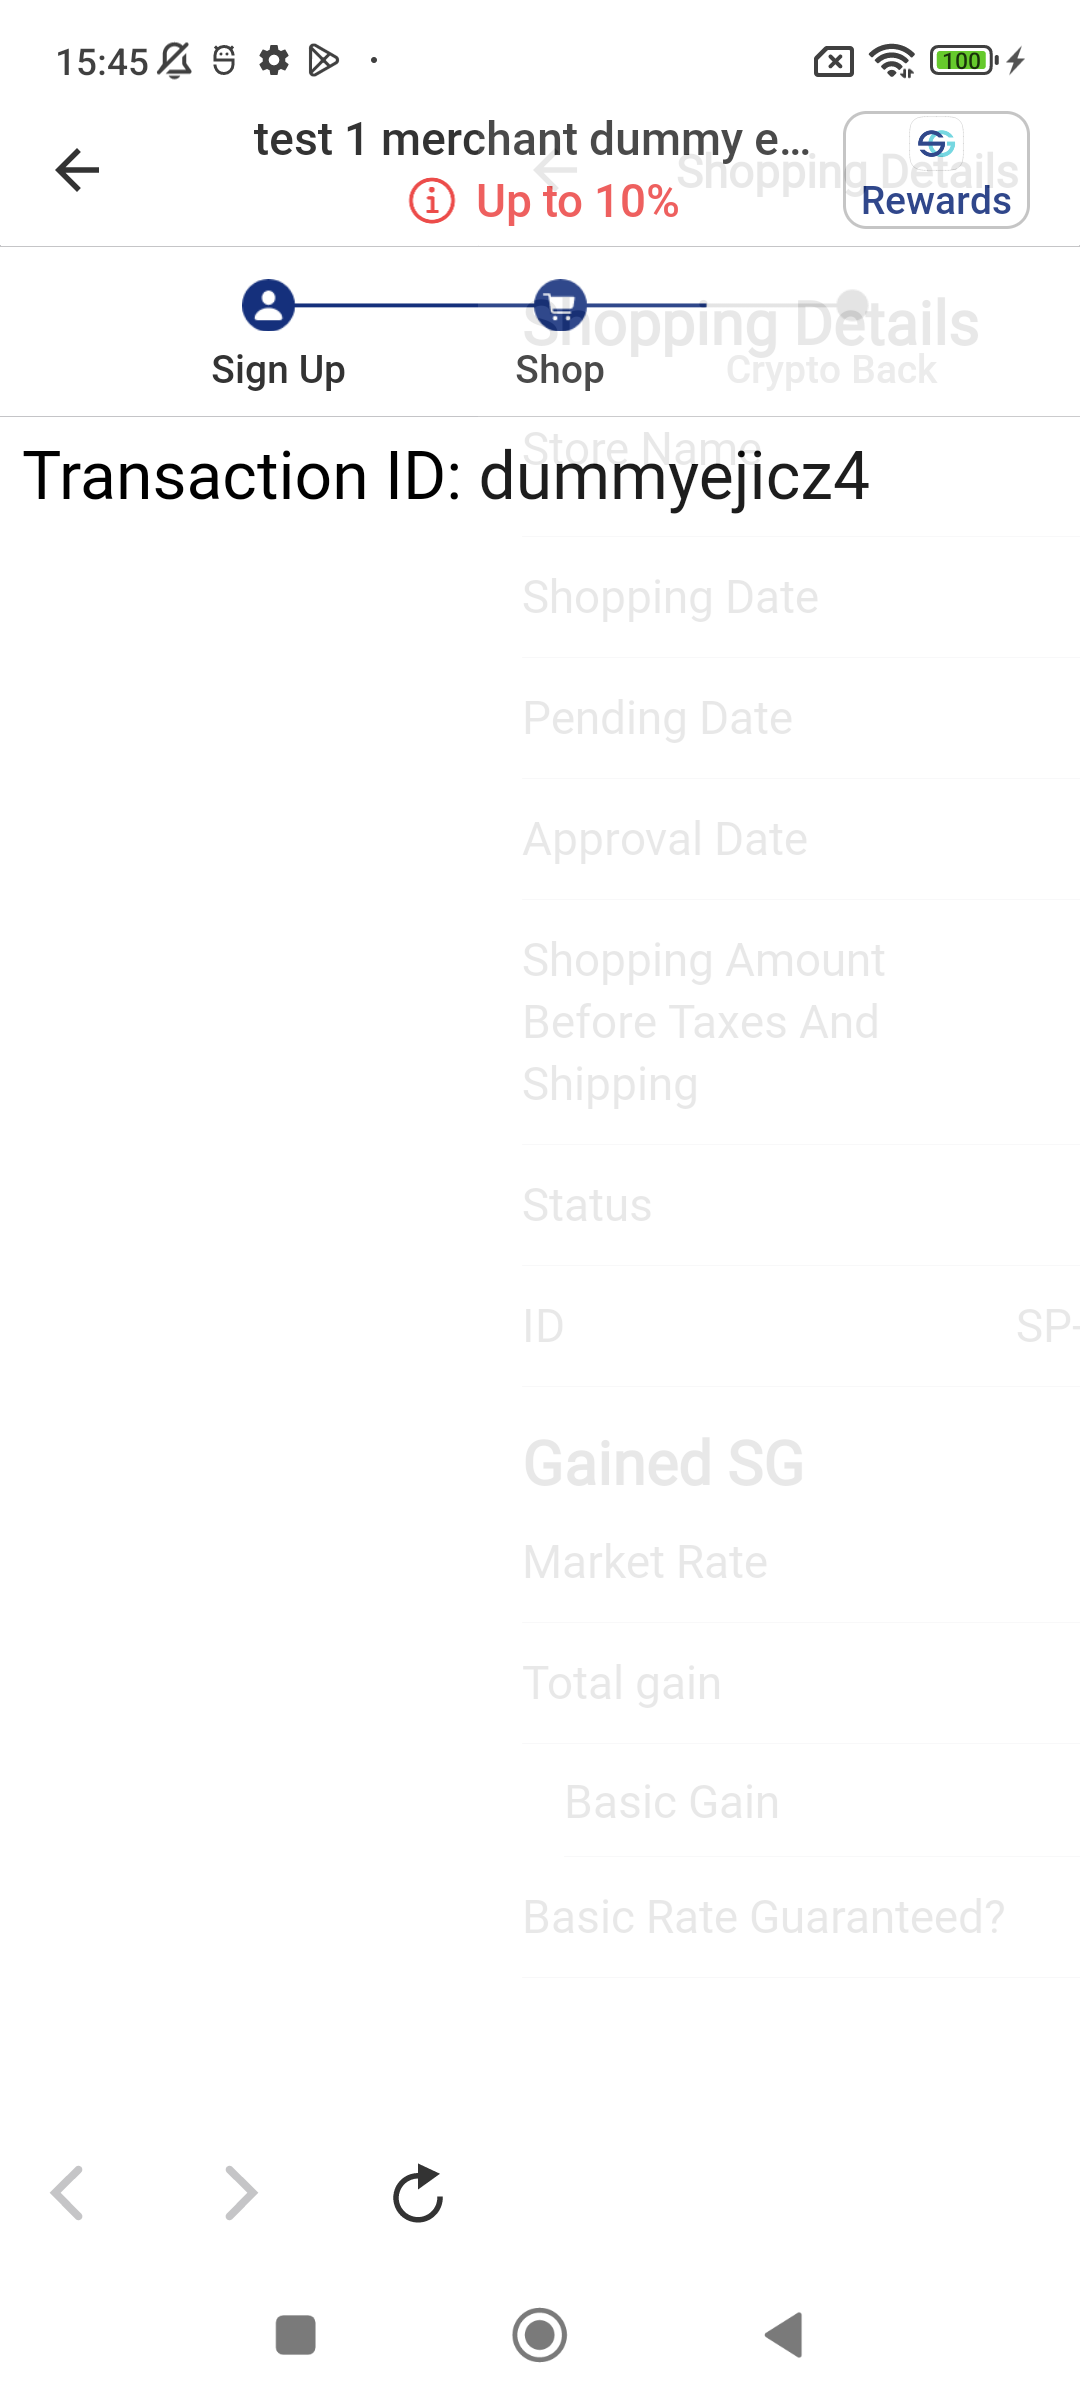 15:45
100
test 1 merchant dummy e...
Shopping Details
Up to 10%
Rewards
Shopping Details
Sign Up
Shop
Crypto Back
Store Name
Transaction ID: dummyejicz4
Shopping Date
Pending Date
Approval Date
Shopping Amount
Before Taxes And
Shipping
Status
ID SP-
Gained SG
Market Rate
Total gain
Basic Gain
Basic Rate Guaranteed?